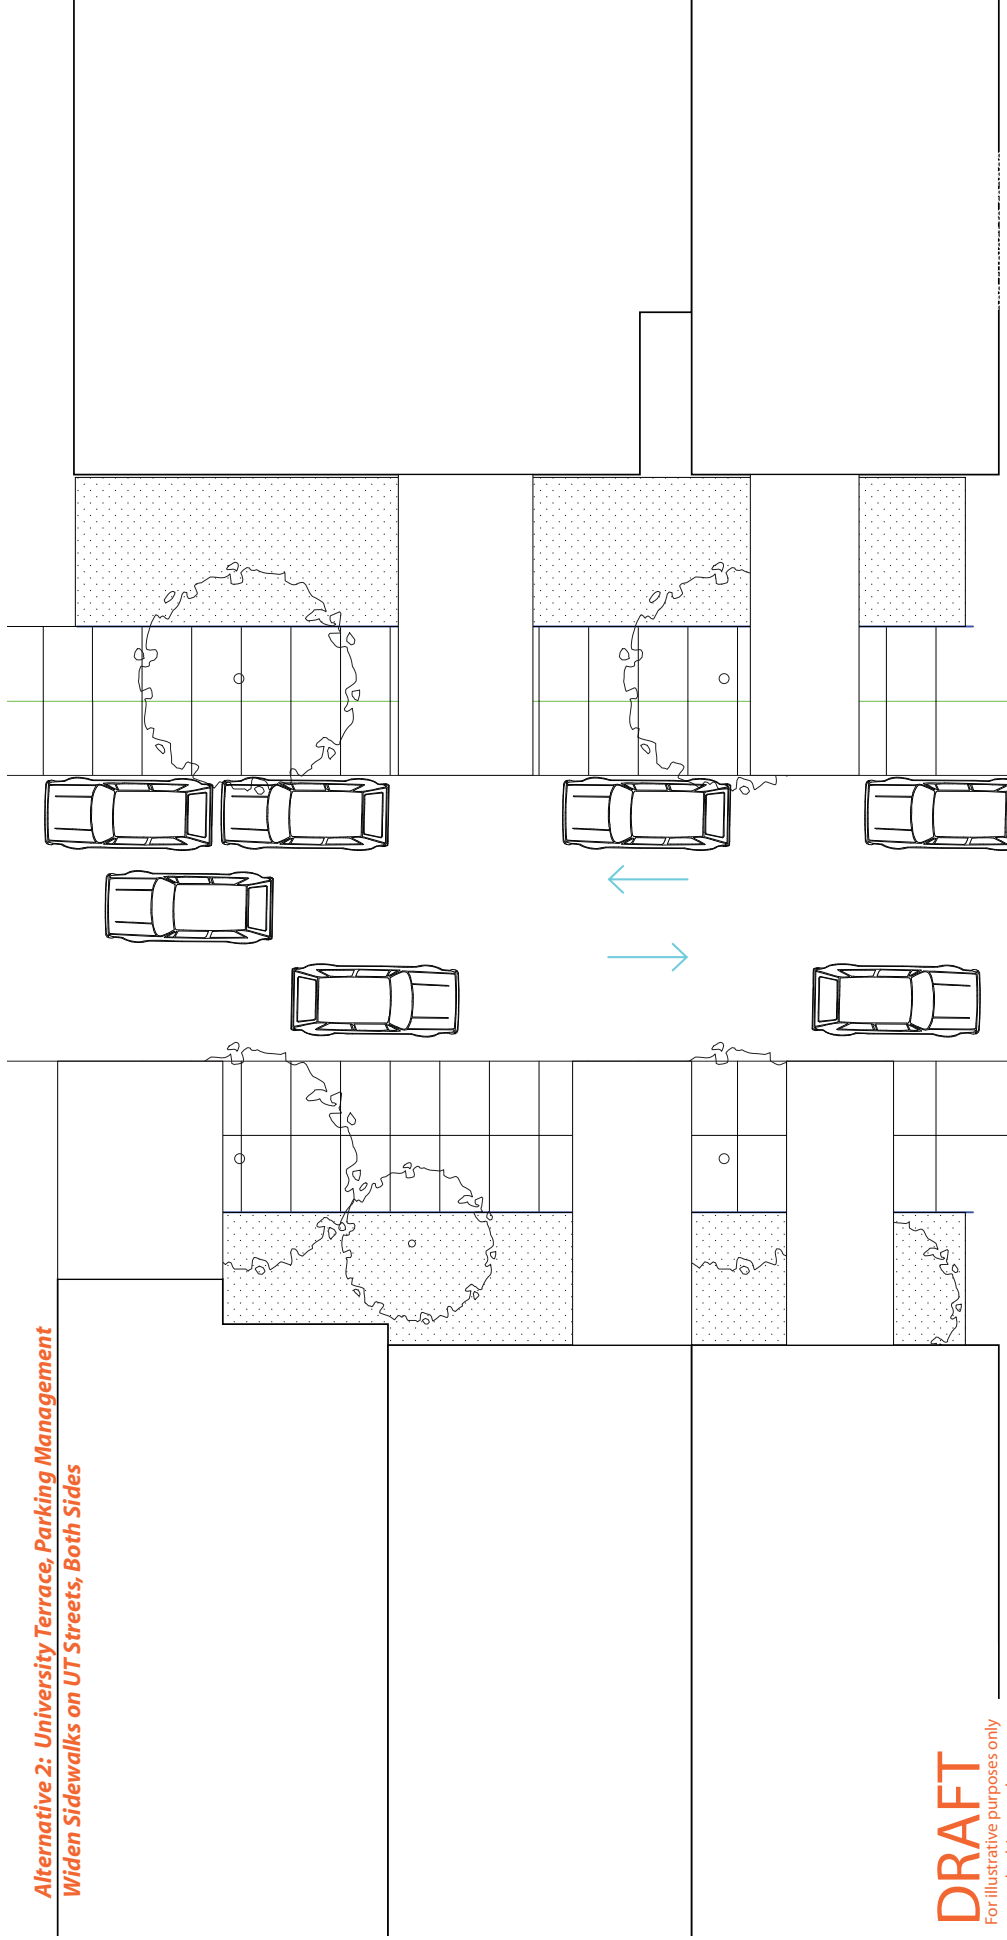 Alternative 2: University Terrace, Parking Management
Widen Sidewalks on UT Streets, Both Sides
DRAFT
For illustrative purposes only